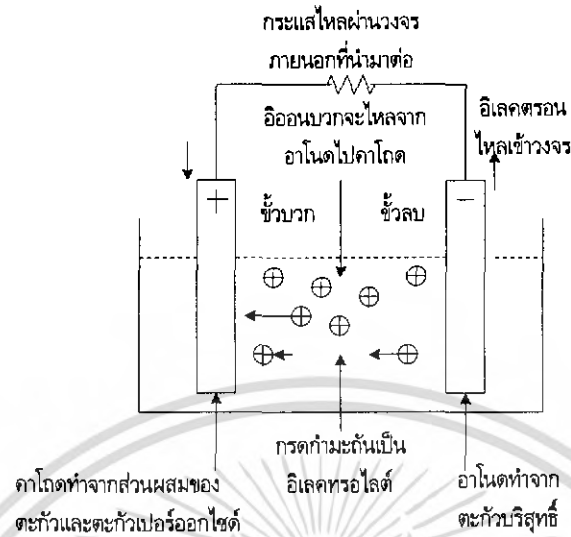 กระแสไหลผ่านวงจร
ภายนอกที่นำมาต่อ
อิออนบวกจะไหลจาก
อาโนดไปคาโถด
อิเลคตรอน
ไหลเข้าวงจร
+
ขั้วบวก
ขั้วลบ
−
กรดกำมะถันเป็น
อิเลคทรอไลต์
คาโถดทำจากส่วนผสมของ
ตะกัวและตะกัวเปอร์ออกไซด์
อาโนดทำจาก
ตะกัวบริสุทธิ์